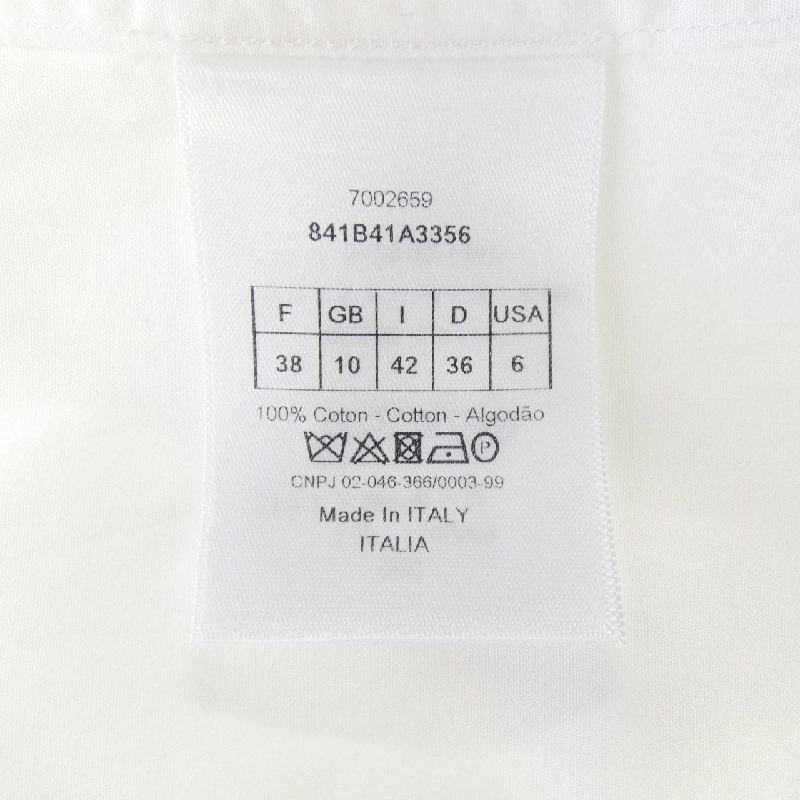 7002659
841B41A3356
F GB I D USA
38 10 42 36 6
100% Coton - Cotton - Algodão
P
CNPJ 02-046-366/0003-99
Made In ITALY
ITALIA